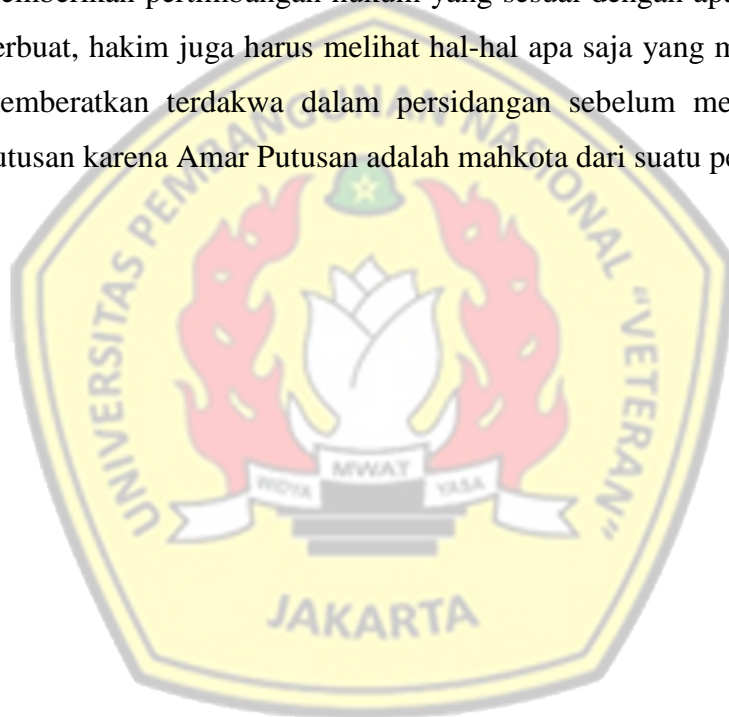 emberikan pertimbangan hukum yang sesuai dengan apa
erbuat, hakim juga harus melihat hal-hal apa saja yang m
emberatkan terdakwa dalam persidangan sebelum me
utusan karena Amar Putusan adalah mahkota dari suatu pe
UNIVERSITAS PEMBANGUNAN NASIONAL "VETERAN"
WIDYA MWAT YASA
JAKARTA